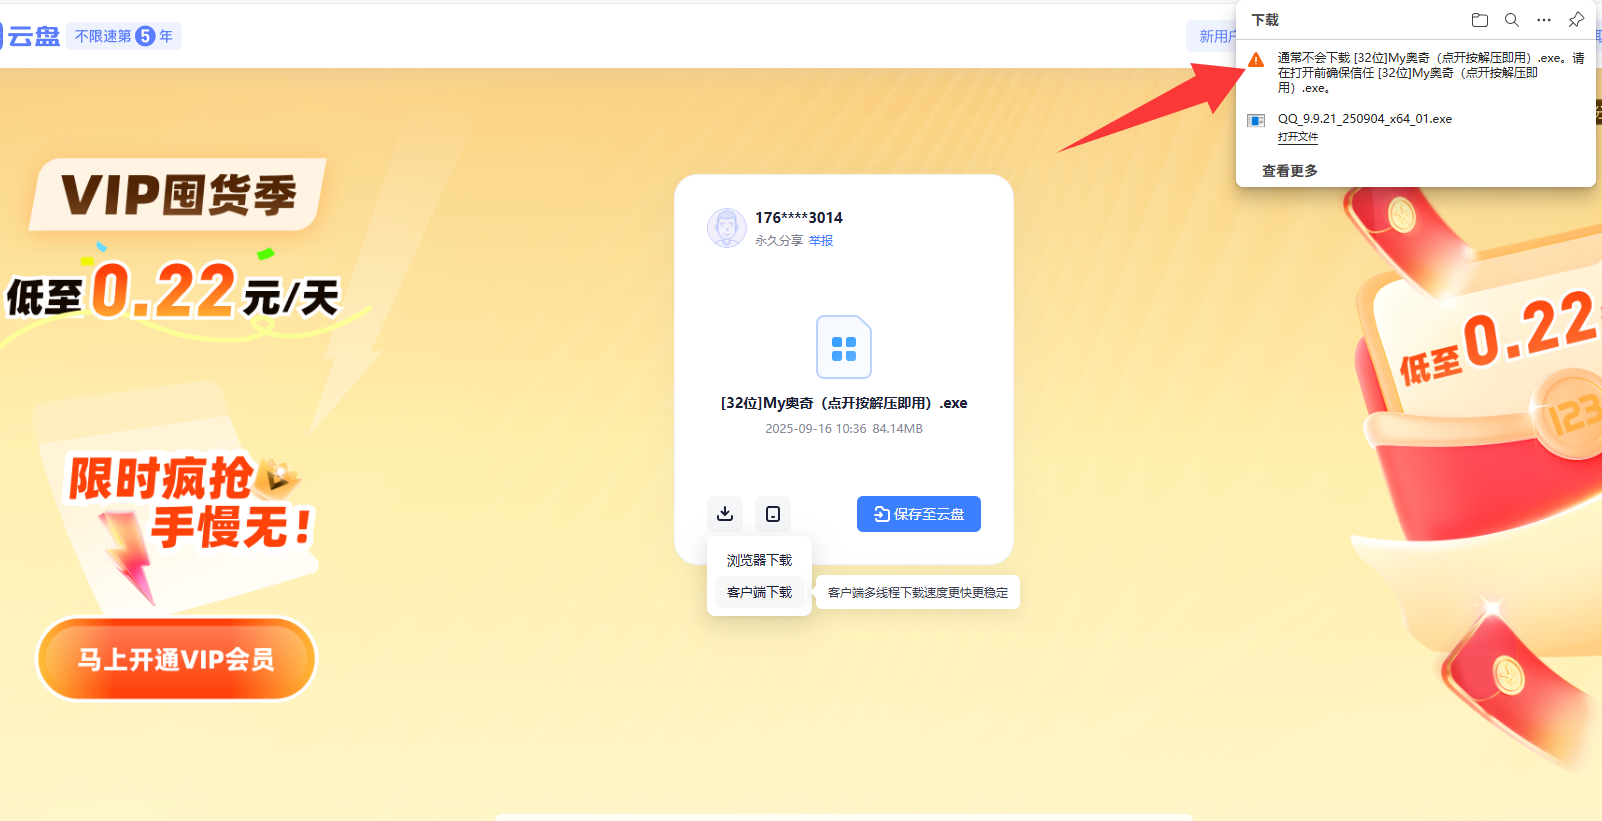 云盘
不限速第5年
新用户
下载
通常不会下载 [32位]My奥奇（点开按解压即用）.exe。请
在打开前确保信任 [32位]My奥奇（点开按解压即
用）.exe。
QQ_9.9.21_250904_x64_01.exe
打开文件
查看更多
VIP囤货季
低至0.22元/天
限时疯抢
手慢无!
马上开通VIP会员
176****3014
永久分享 举报
[32位]My奥奇（点开按解压即用）.exe
2025-09-16 10:36 84.14MB
保存至云盘
浏览器下载
客户端下载
客户端多线程下载速度更快更稳定
低至0.22
123